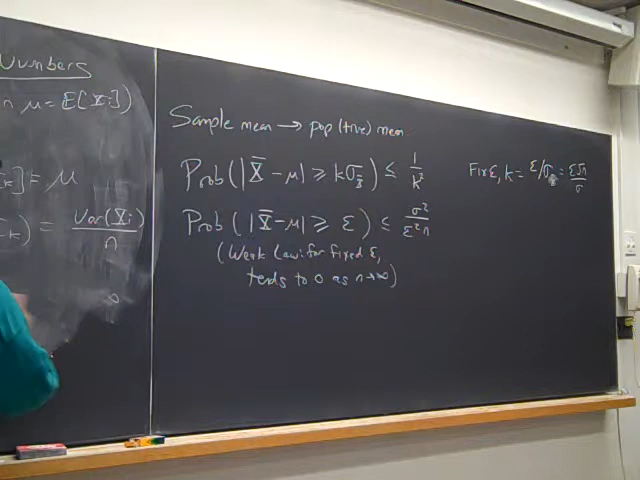 Numbers
n μ = E[X̄i])
k] = μ
k) = Var(Xi)/n
0
Sample mean → pop (true) mean
Prob(|X̄ - μ| ≥ kσ_X̄) ≤ 1/k²
Fix ε, k = ε/σ_X̄ = ε√n/σ
Prob(|X̄ - μ| ≥ ε) ≤ σ²/ε²n
(Weak Law: for fixed ε,
tends to 0 as n→∞)